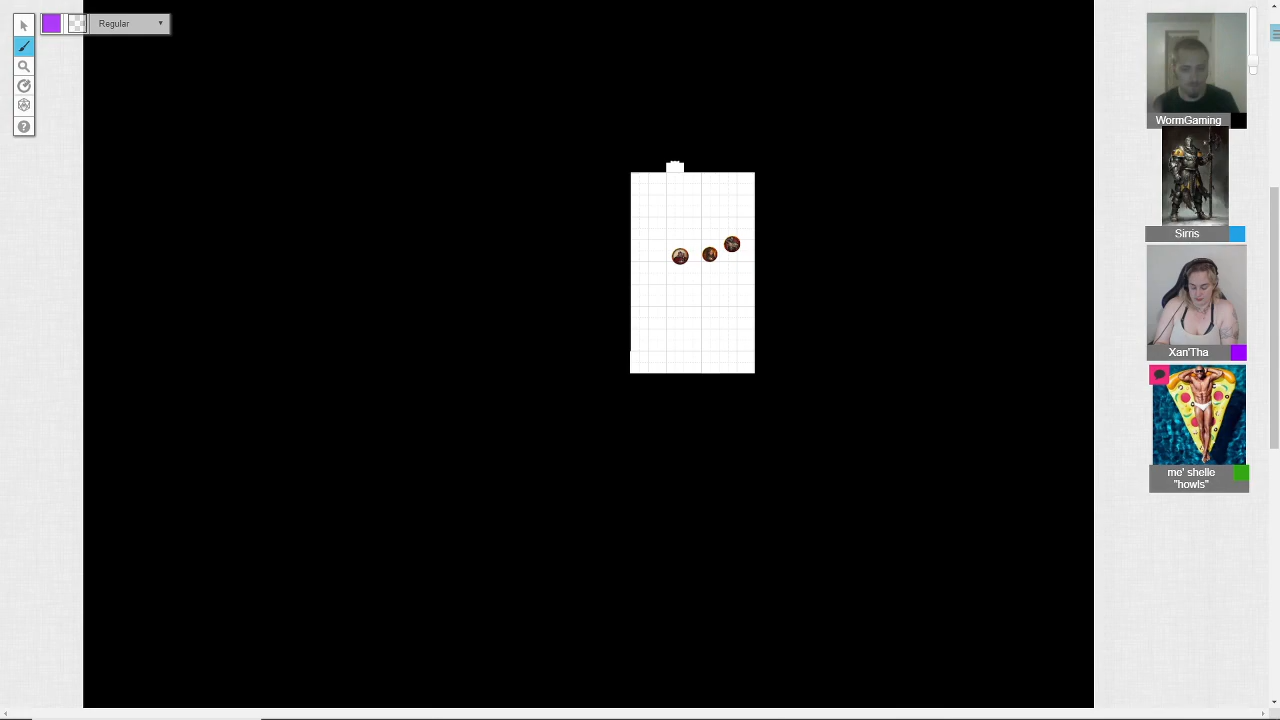 Regular
WormGaming
Sirris
Xan'Tha
me' shelle
"howls"